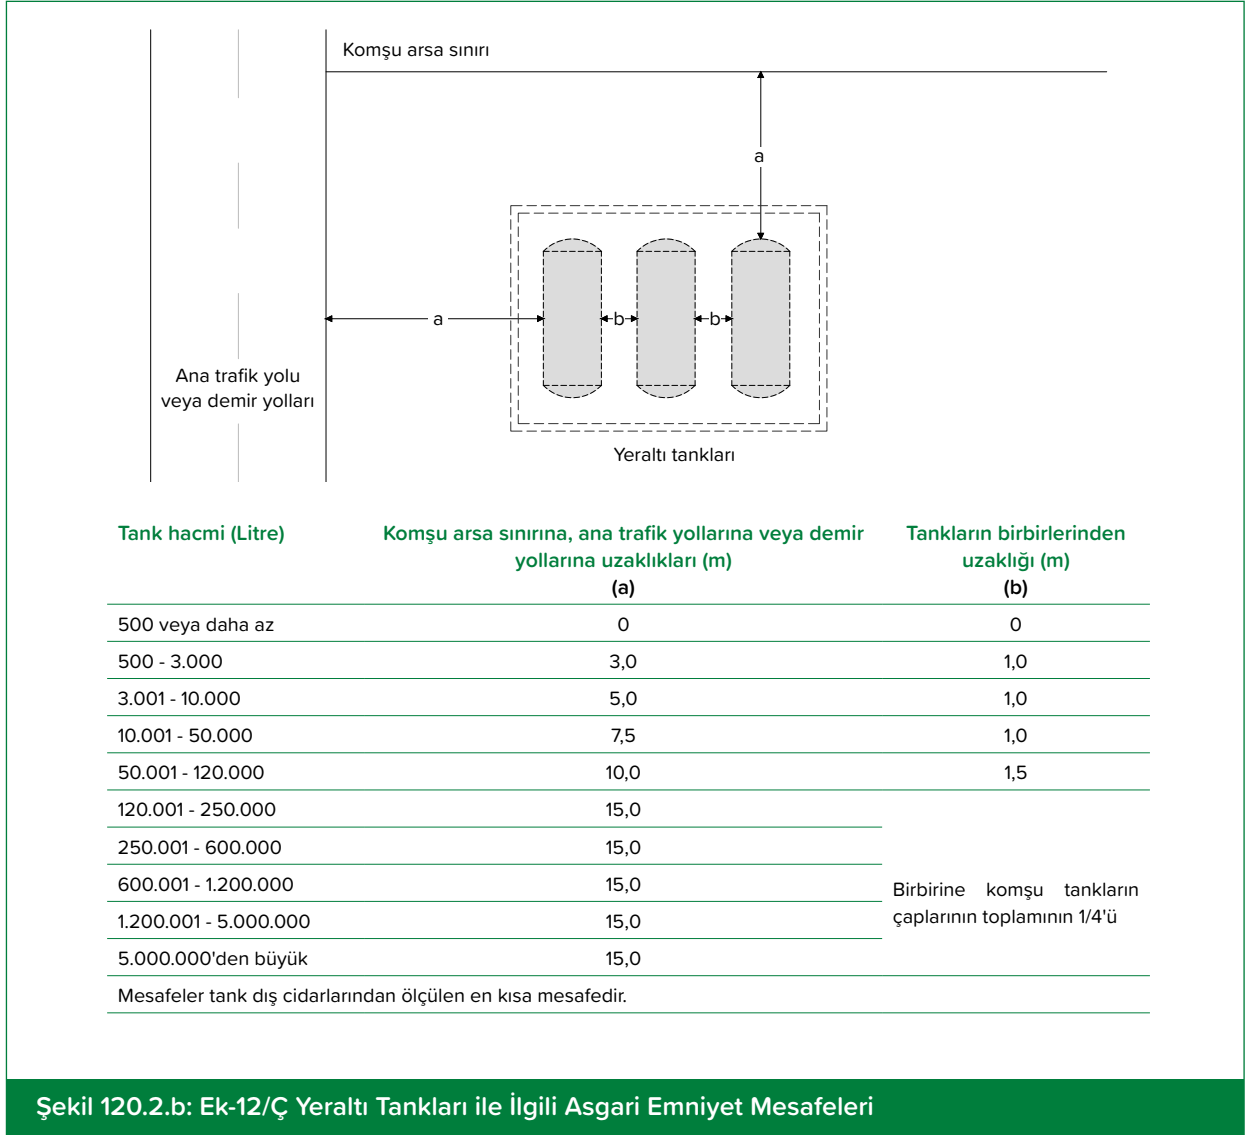 Komşu arsa sınırı
a
a
b
b
Ana trafik yolu
veya demir yolları
Yeraltı tankları
Tank hacmi (Litre)
Komşu arsa sınırına, ana trafik yollarına veya demir
yollarına uzaklıkları (m)
(a)
Tankların birbirlerinden
uzaklığı (m)
(b)
500 veya daha az 0 0
500 - 3.000 3,0 1,0
3.001 - 10.000 5,0 1,0
10.001 - 50.000 7,5 1,0
50.001 - 120.000 10,0 1,5
120.001 - 250.000 15,0
250.001 - 600.000 15,0
600.001 - 1.200.000 15,0
1.200.001 - 5.000.000 15,0
5.000.000'den büyük 15,0
Birbirine komşu tankların
çaplarının toplamının 1/4'ü
Mesafeler tank dış cidarlarından ölçülen en kısa mesafedir.
Şekil 120.2.b: Ek-12/Ç Yeraltı Tankları ile İlgili Asgari Emniyet Mesafeleri